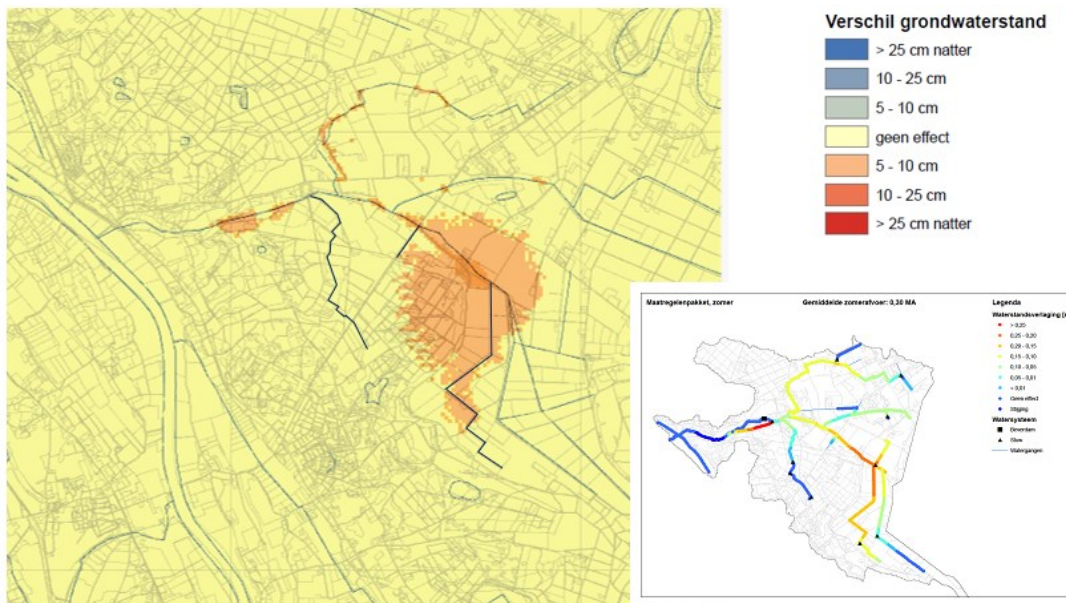 Verschil grondwaterstand
> 25 cm natter
10 - 25 cm
5 - 10 cm
geen effect
5 - 10 cm
10 - 25 cm
> 25 cm natter
Maatregelenpakket, zomer
Gemiddelde zomerafvoer: 0,30 MA
Legenda
Waterstandsverlaging
> 0,25
0,25 - 0,20
0,20 - 0,15
0,15 - 0,10
0,10 - 0,05
0,05 - 0,01
< 0,01
Geen effect
Stijging
Watersysteem
Beverdam
Stuw
Watergangen